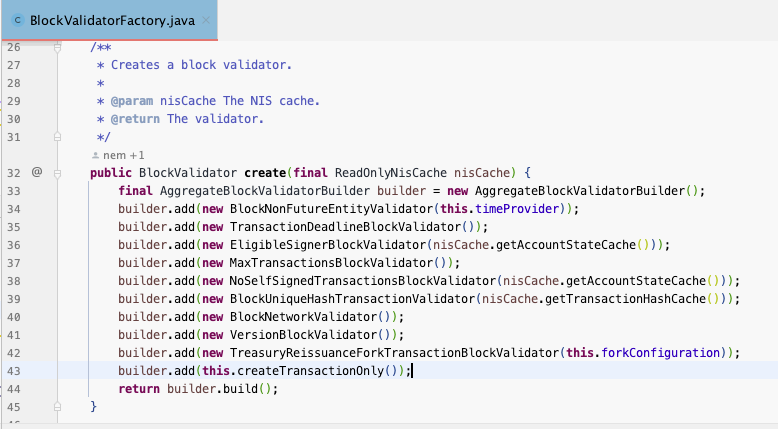 BlockValidatorFactory.java
26 /**
27 * Creates a block validator.
28 *
29 * @param nisCache The NIS cache.
30 * @return The validator.
31 */
nem +1
32 @ public BlockValidator create(final ReadOnlyNisCache nisCache) {
33 final AggregateBlockValidatorBuilder builder = new AggregateBlockValidatorBuilder();
34 builder.add(new BlockNonFutureEntityValidator(this.timeProvider));
35 builder.add(new TransactionDeadlineBlockValidator());
36 builder.add(new EligibleSignerBlockValidator(nisCache.getAccountStateCache()));
37 builder.add(new MaxTransactionsBlockValidator());
38 builder.add(new NoSelfSignedTransactionsBlockValidator(nisCache.getAccountStateCache()));
39 builder.add(new BlockUniqueHashTransactionValidator(nisCache.getTransactionHashCache()));
40 builder.add(new BlockNetworkValidator());
41 builder.add(new VersionBlockValidator());
42 builder.add(new TreasuryReissuanceForkTransactionBlockValidator(this.forkConfiguration));
43 builder.add(this.createTransactionOnly());
44 return builder.build();
45 }